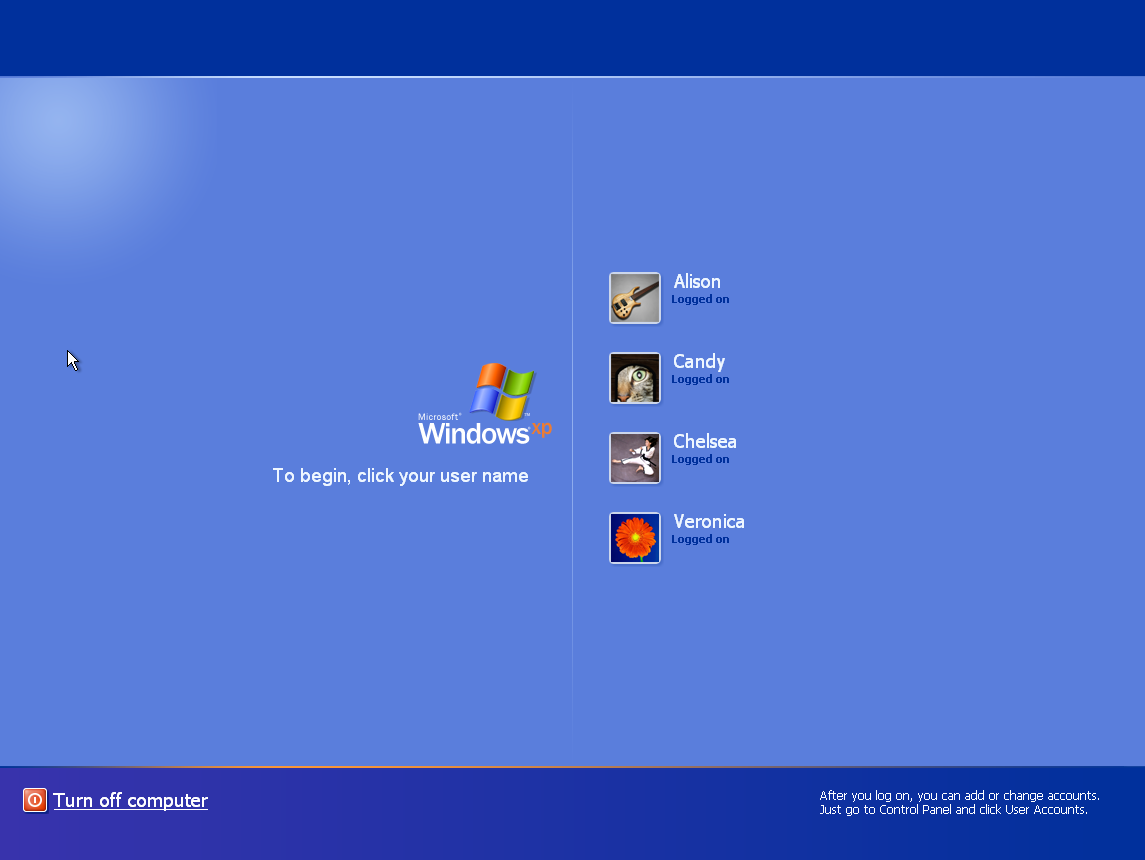 Microsoft®
Windows xp™
To begin, click your user name
Alison
Logged on
Candy
Logged on
Chelsea
Logged on
Veronica
Logged on
Turn off computer
After you log on, you can add or change accounts.
Just go to Control Panel and click User Accounts.